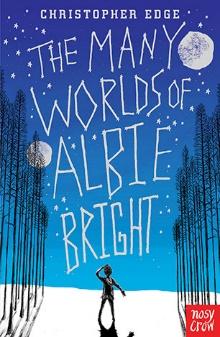 CHRISTOPHER EDGE
THE MANY
WORLDS OF
ALBIE
BRIGHT
nosy
crow